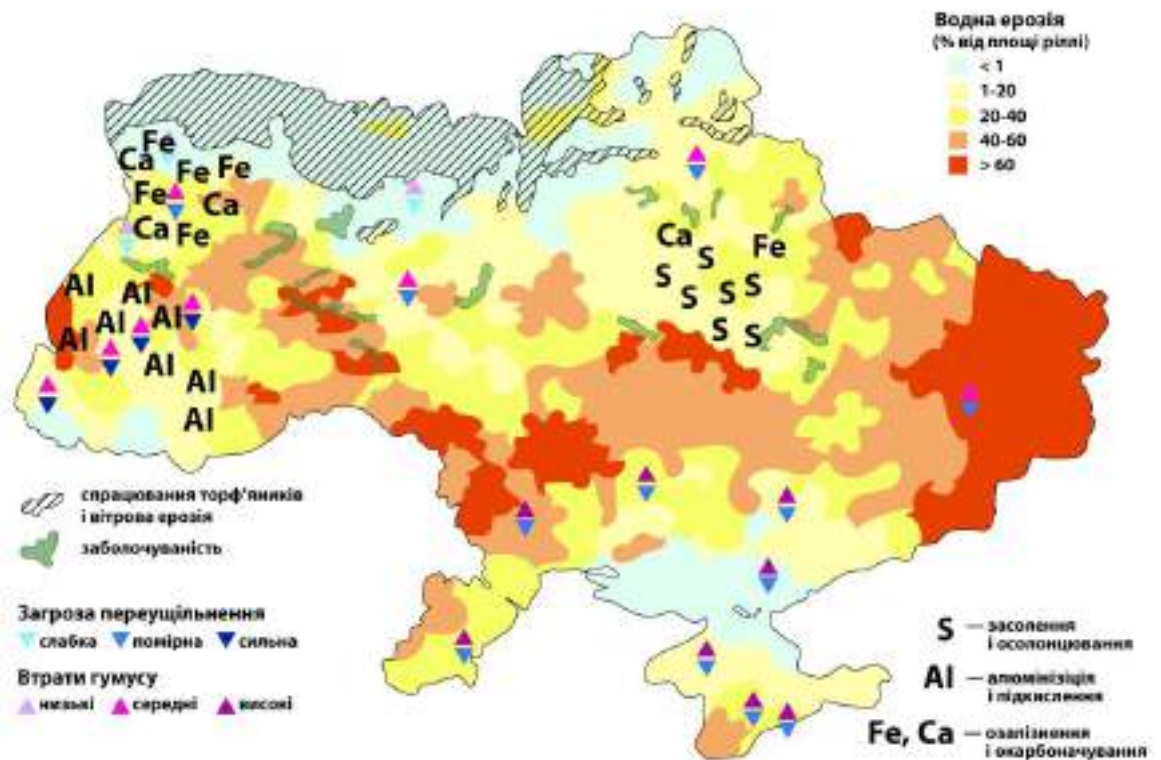 Водна ерозія
(% від площі ріллі)
< 1
1-20
20-40
40-60
> 60
Fe
Ca
Fe
Fe
Fe
Ca
Ca
Fe
Ca
Fe
S
S
S
S
S
S
S
Al
Al
Al
Al
Al
Al
Al
Al
спрацювання торф'яників
і вітрова ерозія
заболочуваність
Загроза переущільнення
слабка помірна сильна
Втрати гумусу
низькі середні високі
S — засолення
і осолонцювання
Al — алюмінізіція
і підкислення
Fe, Ca — озалізнення
і окарбоначування